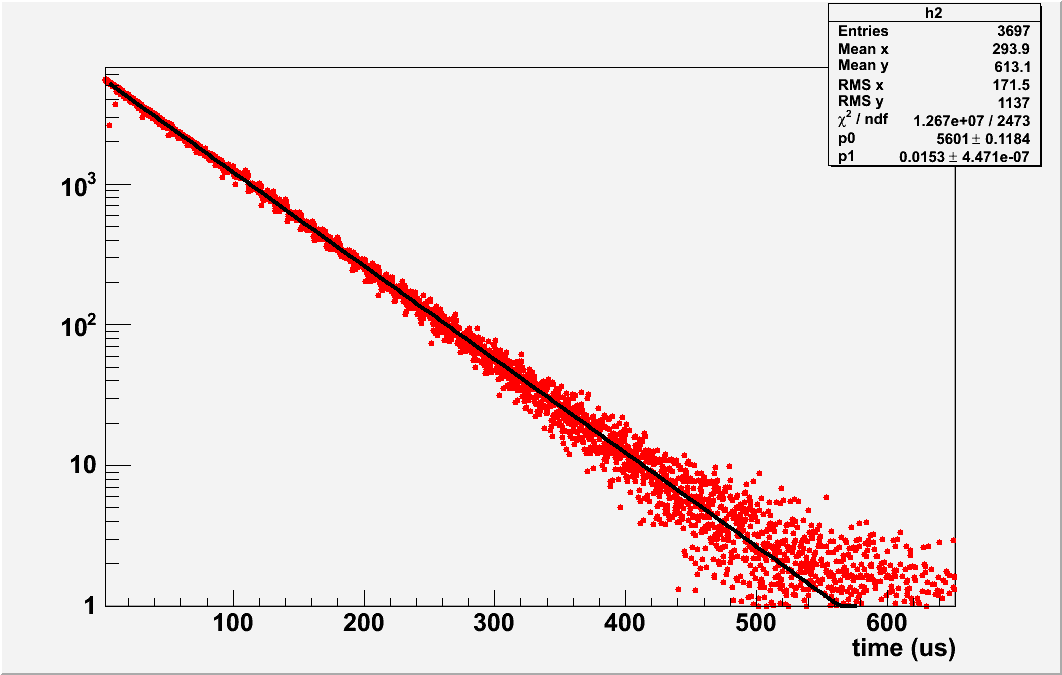 h2
Entries 3697
Mean x 293.9
Mean y 613.1
RMS x 171.5
RMS y 1137
χ² / ndf 1.267e+07 / 2473
p0 5601 ± 0.1184
p1 0.0153 ± 4.471e-07
10³
10²
10
1
100 200 300 400 500 600
time (us)